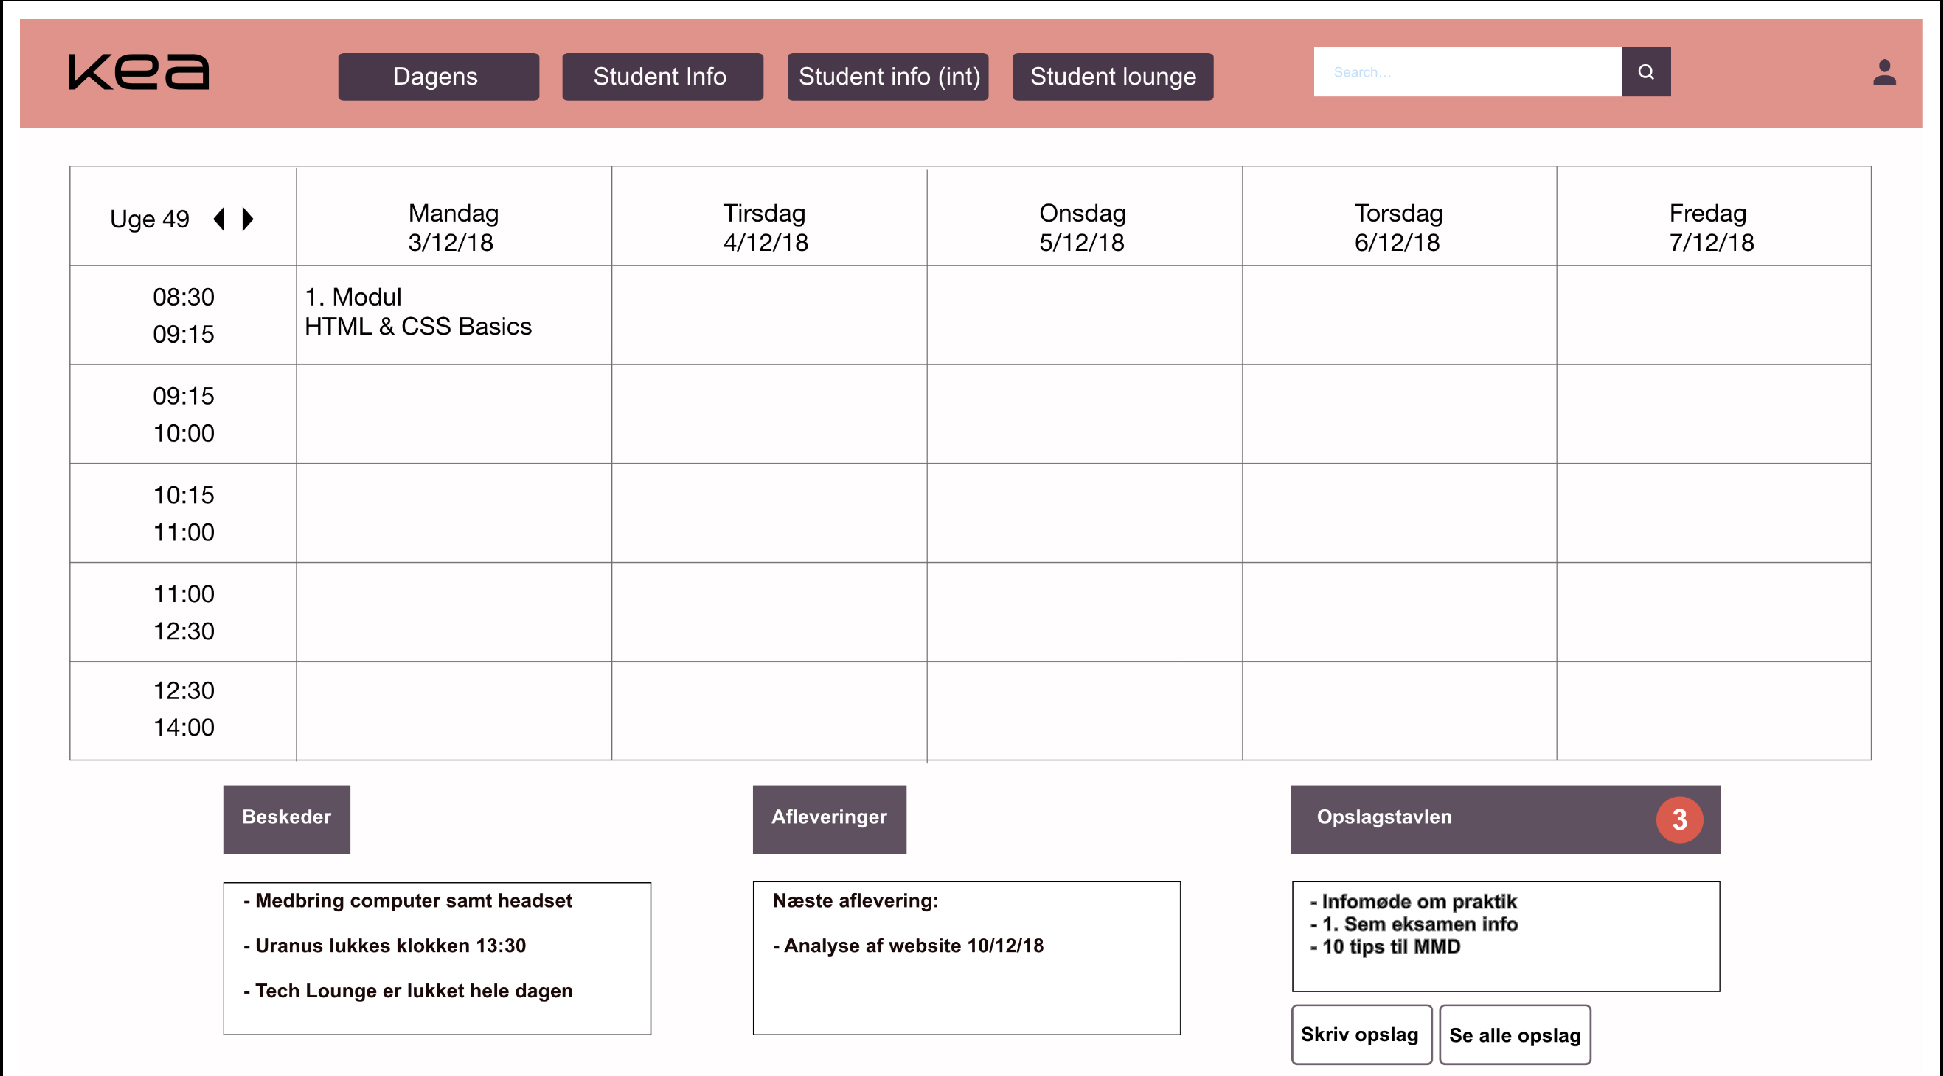 kea
Dagens
Student Info
Student info (int)
Student lounge
Search...
Uge 49
Mandag
3/12/18
Tirsdag
4/12/18
Onsdag
5/12/18
Torsdag
6/12/18
Fredag
7/12/18
08:30
09:15
1. Modul
HTML & CSS Basics
09:15
10:00
10:15
11:00
11:00
12:30
12:30
14:00
Beskeder
- Medbring computer samt headset
- Uranus lukkes klokken 13:30
- Tech Lounge er lukket hele dagen
Afleveringer
Næste aflevering:
- Analyse af website 10/12/18
Opslagstavlen
3
- Infomøde om praktik
- 1. Sem eksamen info
- 10 tips til MMD
Skriv opslag
Se alle opslag